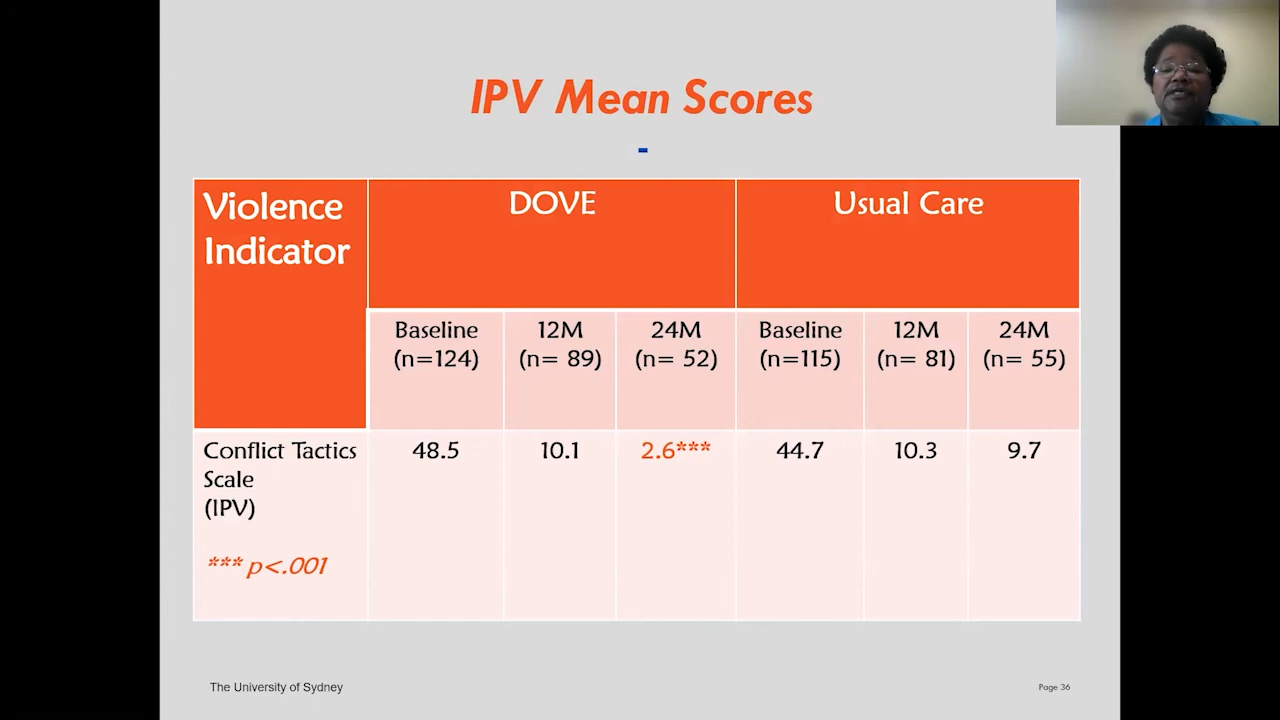 IPV Mean Scores
-
Violence
Indicator
DOVE
Usual Care
Baseline
(n=124)
12M
(n= 89)
24M
(n= 52)
Baseline
(n=115)
12M
(n= 81)
24M
(n= 55)
Conflict Tactics
Scale
(IPV)
*** p<.001
48.5
10.1
2.6***
44.7
10.3
9.7
The University of Sydney
Page 36